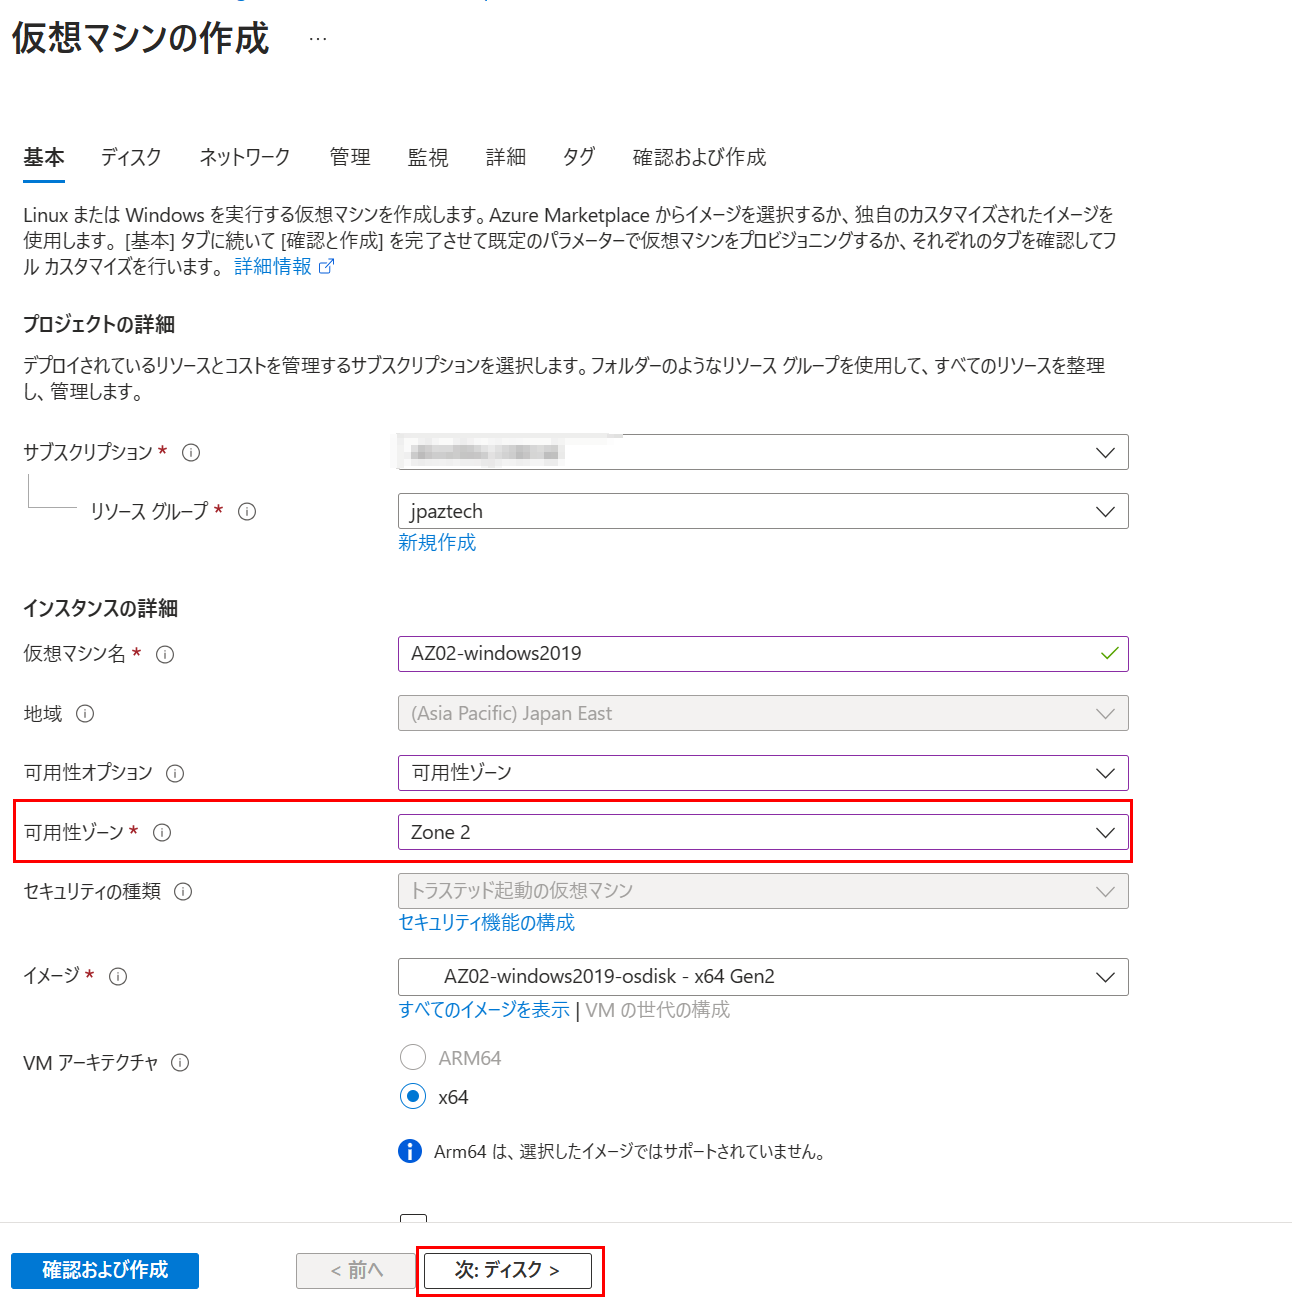 仮想マシンの作成 …
基本 ディスク ネットワーク 管理 監視 詳細 タグ 確認および作成
Linux または Windows を実行する仮想マシンを作成します。Azure Marketplace からイメージを選択するか、独自のカスタマイズされたイメージを
使用します。[基本] タブに続いて [確認と作成] を完了させて既定のパラメーターで仮想マシンをプロビジョニングするか、それぞれのタブを確認してフ
ル カスタマイズを行います。 詳細情報
プロジェクトの詳細
デプロイされているリソースとコストを管理するサブスクリプションを選択します。フォルダーのようなリソース グループを使用して、すべてのリソースを整理
し、管理します。
サブスクリプション *
リソース グループ * jpaztech
新規作成
インスタンスの詳細
仮想マシン名 * AZ02-windows2019
地域 (Asia Pacific) Japan East
可用性オプション 可用性ゾーン
可用性ゾーン * Zone 2
セキュリティの種類 トラステッド起動の仮想マシン
セキュリティ機能の構成
イメージ * AZ02-windows2019-osdisk - x64 Gen2
すべてのイメージを表示 | VM の世代の構成
VM アーキテクチャ ARM64
x64
Arm64 は、選択したイメージではサポートされていません。
確認および作成 < 前へ 次: ディスク >